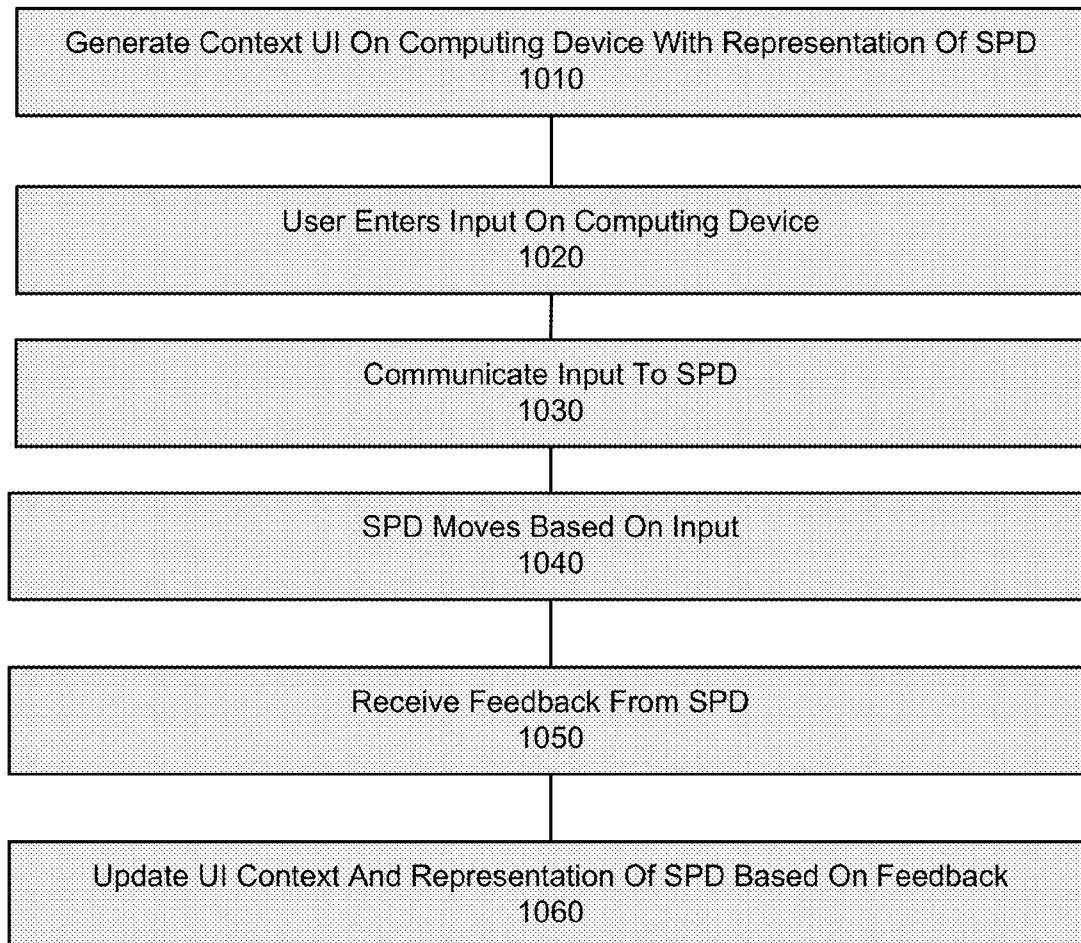 Generate Context UI On Computing Device With Representation Of SPD
1010
User Enters Input On Computing Device
1020
Communicate Input To SPD
1030
SPD Moves Based On Input
1040
Receive Feedback From SPD
1050
Update UI Context And Representation Of SPD Based On Feedback
1060